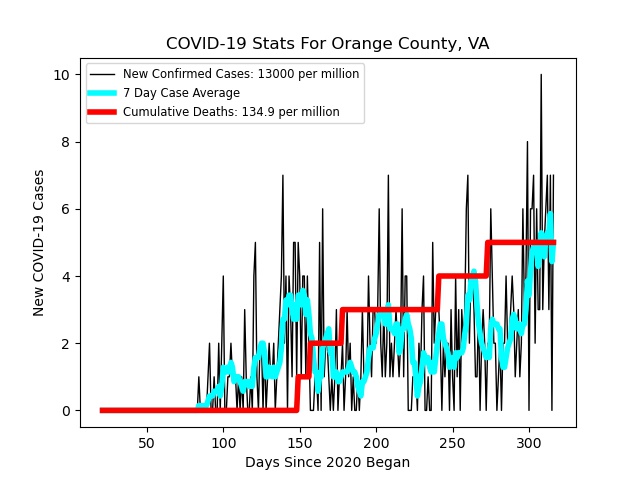 COVID-19 Stats For Orange County, VA
New Confirmed Cases: 13000 per million
7 Day Case Average
Cumulative Deaths: 134.9 per million
New COVID-19 Cases
10
8
6
4
2
0
50 100 150 200 250 300
Days Since 2020 Began